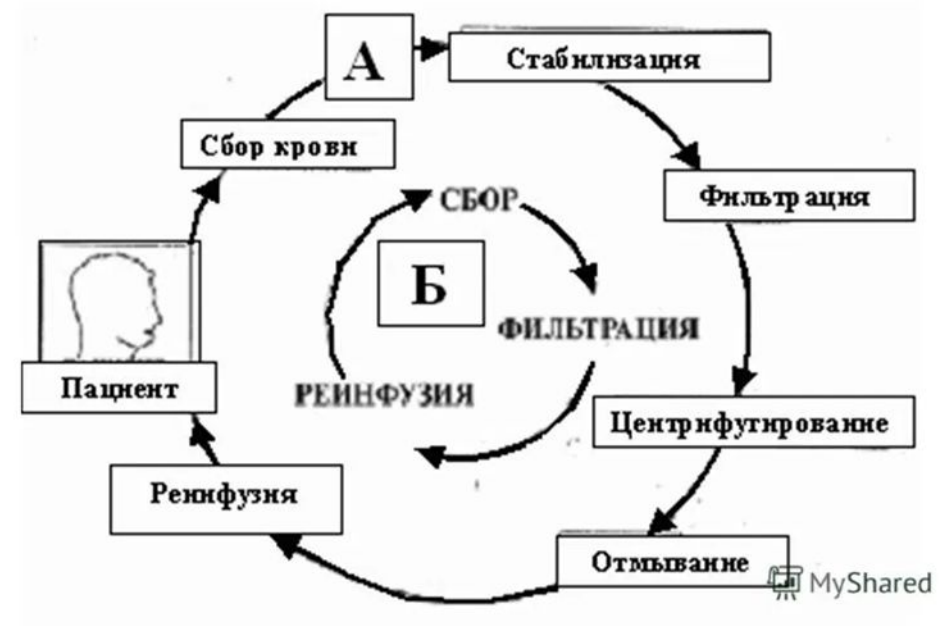 А
Стабилизация
Сбор крови
Фильтрация
СБОР
Б
ФИЛЬТРАЦИЯ
Пациент
РЕИНФУЗИЯ
Центрифугирование
Реинфузия
Отмывание
MyShared